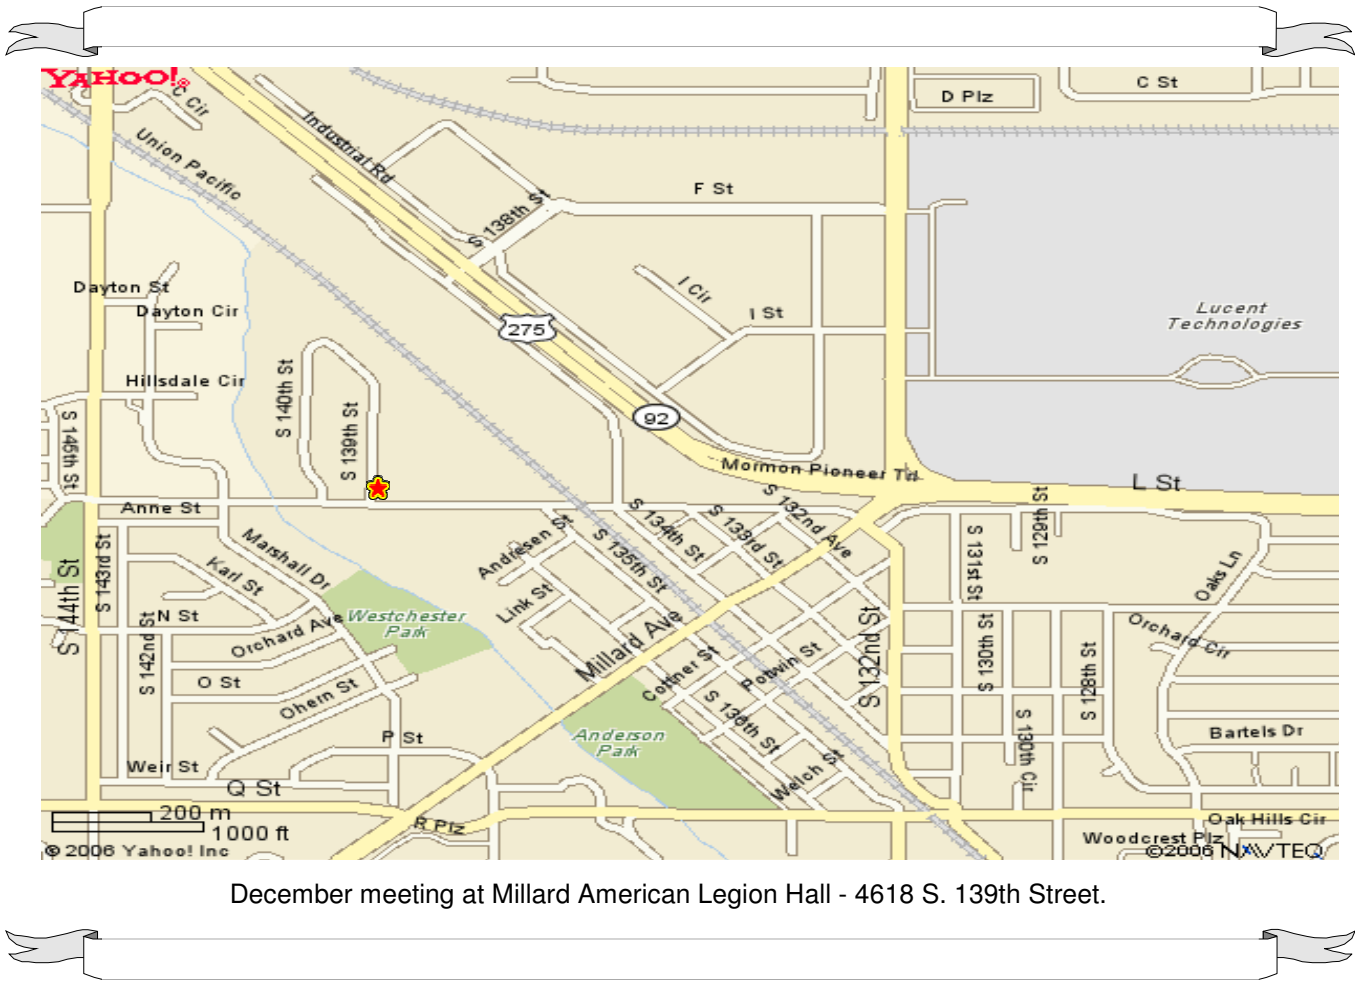 YAHOO!®
C Cir
Union Pacific
Industrial Rd
D Plz
C St
F St
S 138th St
I Cir
I St
Lucent
Technologies
Dayton St
Dayton Cir
275
Hillsdale Cir
S 140th St
S 139th St
92
S 145th St
Mormon Pioneer Trl
L St
Anne St
S 144th St
S 143rd St
Marshall Dr
Karl St
Andresen St
S 135th St
S 134th St
S 133rd St
S 132nd Ave
S 131st St
S 129th St
Oaks Ln
N St
S 142nd St
Orchard Ave
Westchester
Park
Link St
Millard Ave
Cottner St
Potwin St
S 132nd St
S 130th St
S 128th St
Orchard Cir
O St
Ohern St
P St
Anderson
Park
S 136th St
Welch St
S 130th Cir
Bartels Dr
Weir St
Q St
200 m
1000 ft
R Plz
Oak Hills Cir
Woodcrest Plz
© 2006 Yahoo! Inc
©2006 NAVTEQ
December meeting at Millard American Legion Hall - 4618 S. 139th Street.